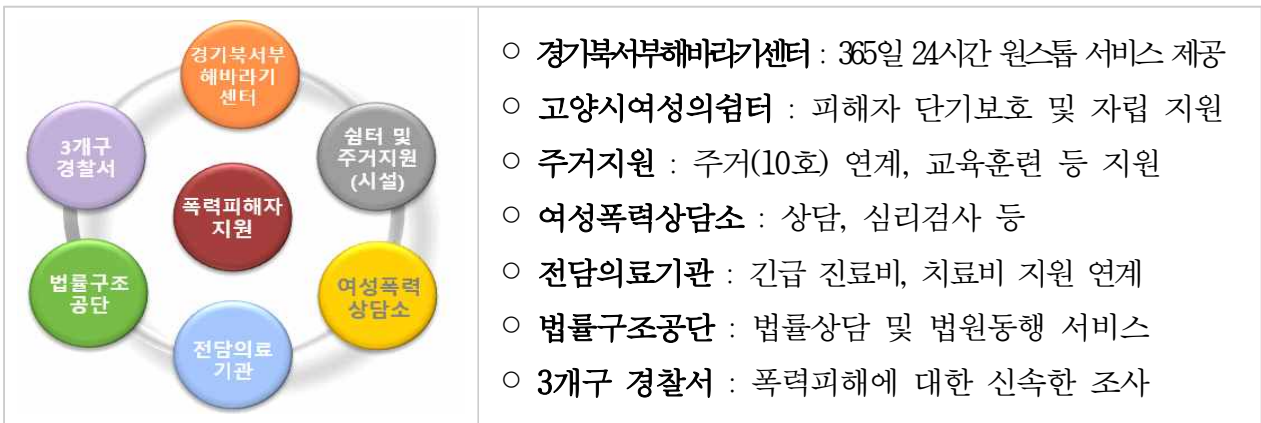 경기북서부
해바라기
센터
3개구
경찰서
쉼터 및
주거지원
(시설)
폭력피해자
지원
법률구조
공단
여성폭력
상담소
전담의료
기관
○ 경기북서부해바라기센터 : 365일 24시간 원스톱 서비스 제공
○ 고양시여성의쉼터 : 피해자 단기보호 및 자립 지원
○ 주거지원 : 주거(10호) 연계, 교육훈련 등 지원
○ 여성폭력상담소 : 상담, 심리검사 등
○ 전담의료기관 : 긴급 진료비, 치료비 지원 연계
○ 법률구조공단 : 법률상담 및 법원동행 서비스
○ 3개구 경찰서 : 폭력피해에 대한 신속한 조사